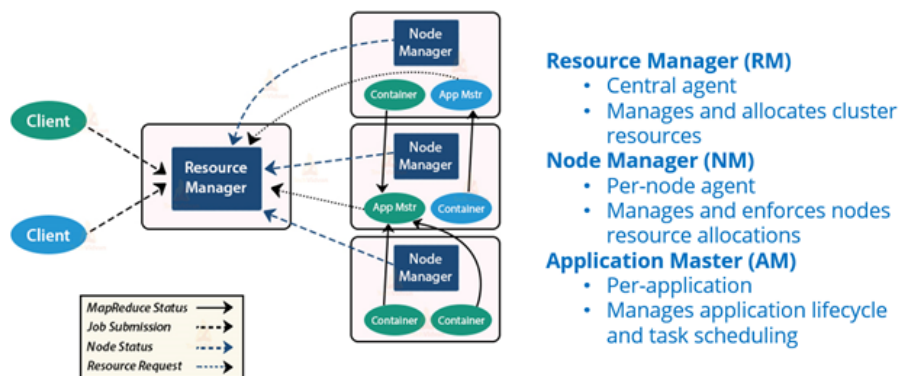 Client
Client
Resource
Manager
Node
Manager
Container
App Mstr
Node
Manager
App Mstr
Container
Node
Manager
Container
Container
MapReduce Status
Job Submission
Node Status
Resource Request
Resource Manager (RM)
• Central agent
• Manages and allocates cluster
resources
Node Manager (NM)
• Per-node agent
• Manages and enforces nodes
resource allocations
Application Master (AM)
• Per-application
• Manages application lifecycle
and task scheduling